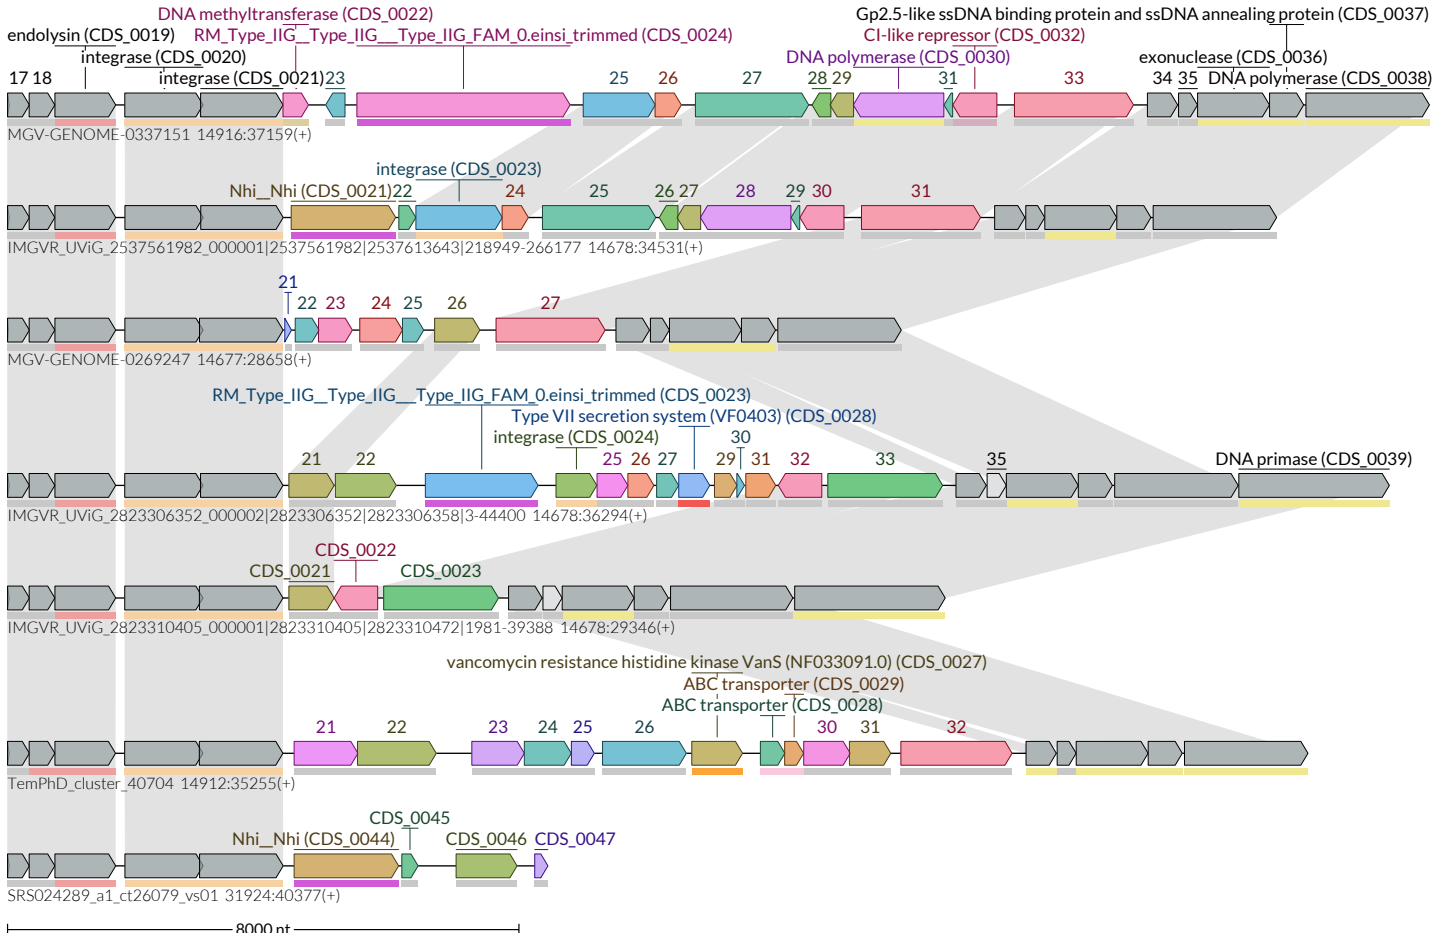 DNA methyltransferase (CDS_0022)
Gp2.5-like ssDNA binding protein and ssDNA annealing protein (CDS_0037)
endolysin (CDS_0019)
RM_Type_IIG__Type_IIG___Type_IIG_FAM_0.einsi_trimmed (CDS_0024)
CI-like repressor (CDS_0032)
integrase (CDS_0020)
DNA polymerase (CDS_0030)
exonuclease (CDS_0036)
17 18 integrase (CDS_0021) 23 25 26 27 28 29 31 33 34 35 DNA polymerase (CDS_0038)
MGV-GENOME-0337151 14916:37159(+)
integrase (CDS_0023)
Nhi__Nhi (CDS_0021) 22 24 25 26 27 28 29 30 31
IMGVR_UViG_2537561982_000001|2537561982|2537613643|218949-266177 14678:34531(+)
21
22 23 24 25 26 27
MGV-GENOME-0269247 14677:28658(+)
RM_Type_IIG__Type_IIG___Type_IIG_FAM_0.einsi_trimmed (CDS_0023)
Type VII secretion system (VF0403) (CDS_0028)
integrase (CDS_0024) 30
21 22 25 26 27 29 31 32 33 35 DNA primase (CDS_0039)
IMGVR_UViG_2823306352_000002|2823306352|2823306358|3-44400 14678:36294(+)
CDS_0022
CDS_0021 CDS_0023
IMGVR_UViG_2823310405_000001|2823310405|2823310472|1981-39388 14678:29346(+)
vancomycin resistance histidine kinase VanS (NF033091.0) (CDS_0027)
ABC transporter (CDS_0029)
ABC transporter (CDS_0028)
21 22 23 24 25 26 30 31 32
TemPhD_cluster_40704 14912:35255(+)
CDS_0045
Nhi__Nhi (CDS_0044) CDS_0046 CDS_0047
SRS024289_a1_ct26079_vs01 31924:40377(+)
8000 nt